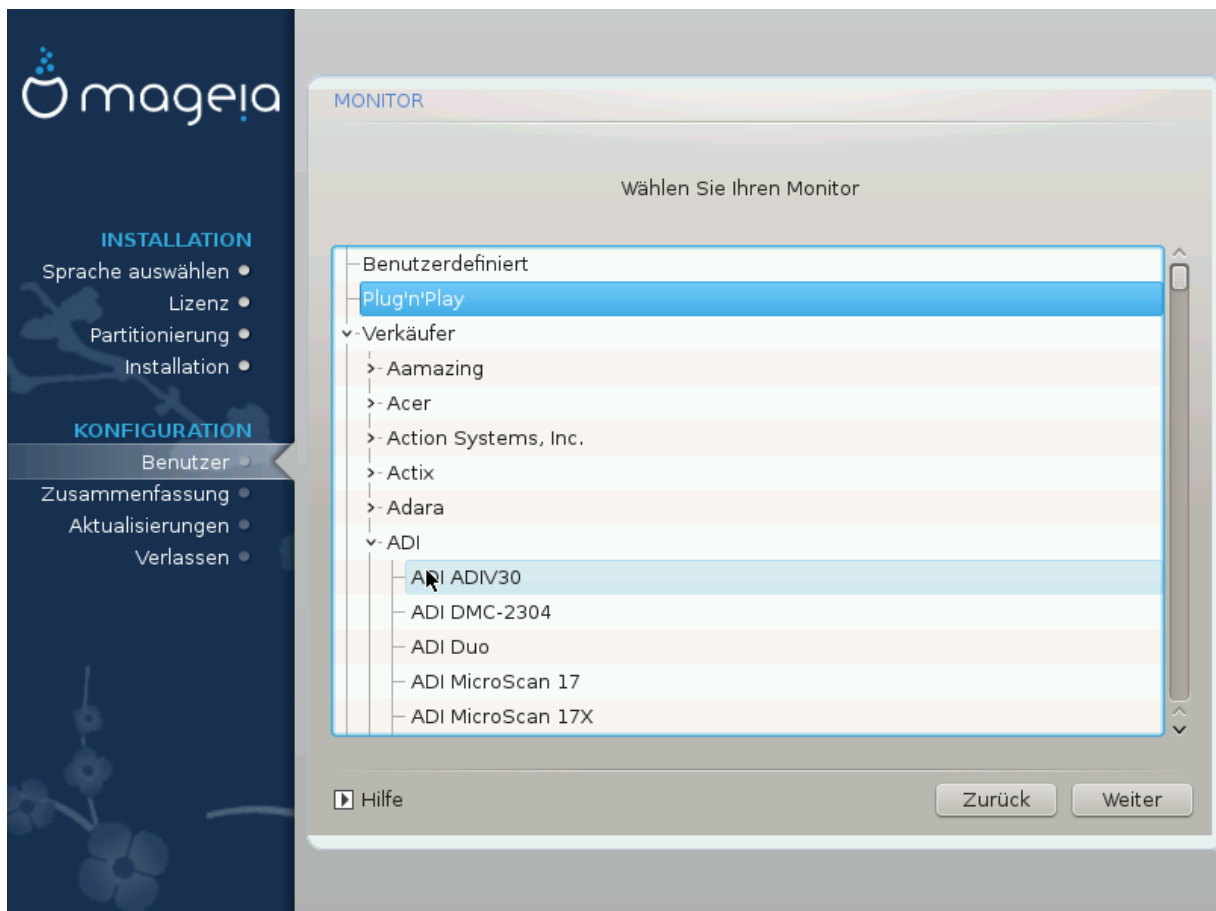 mageia
INSTALLATION
Sprache auswählen
Lizenz
Partitionierung
Installation
KONFIGURATION
Benutzer
Zusammenfassung
Aktualisierungen
Verlassen
MONITOR
Wählen Sie Ihren Monitor
Benutzerdefiniert
Plug'n'Play
Verkäufer
Aamazing
Acer
Action Systems, Inc.
Actix
Adara
ADI
ADI ADIV30
ADI DMC-2304
ADI Duo
ADI MicroScan 17
ADI MicroScan 17X
Hilfe
Zurück
Weiter